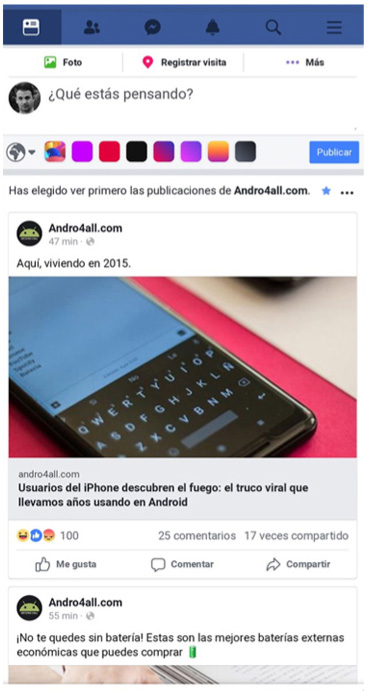 Foto
Registrar visita
Más
¿Qué estás pensando?
Publicar
Has elegido ver primero las publicaciones de Andro4all.com.
Andro4all.com
47 min
Aquí, viviendo en 2015.
No
Q W E R T Y U I O P
A S D F G H J K L Ñ
Z X C V B N M
andro4all.com
Usuarios del iPhone descubren el fuego: el truco viral que
llevamos años usando en Android
100
25 comentarios 17 veces compartido
Me gusta
Comentar
Compartir
Andro4all.com
55 min
¡No te quedes sin batería! Estas son las mejores baterías externas
económicas que puedes comprar